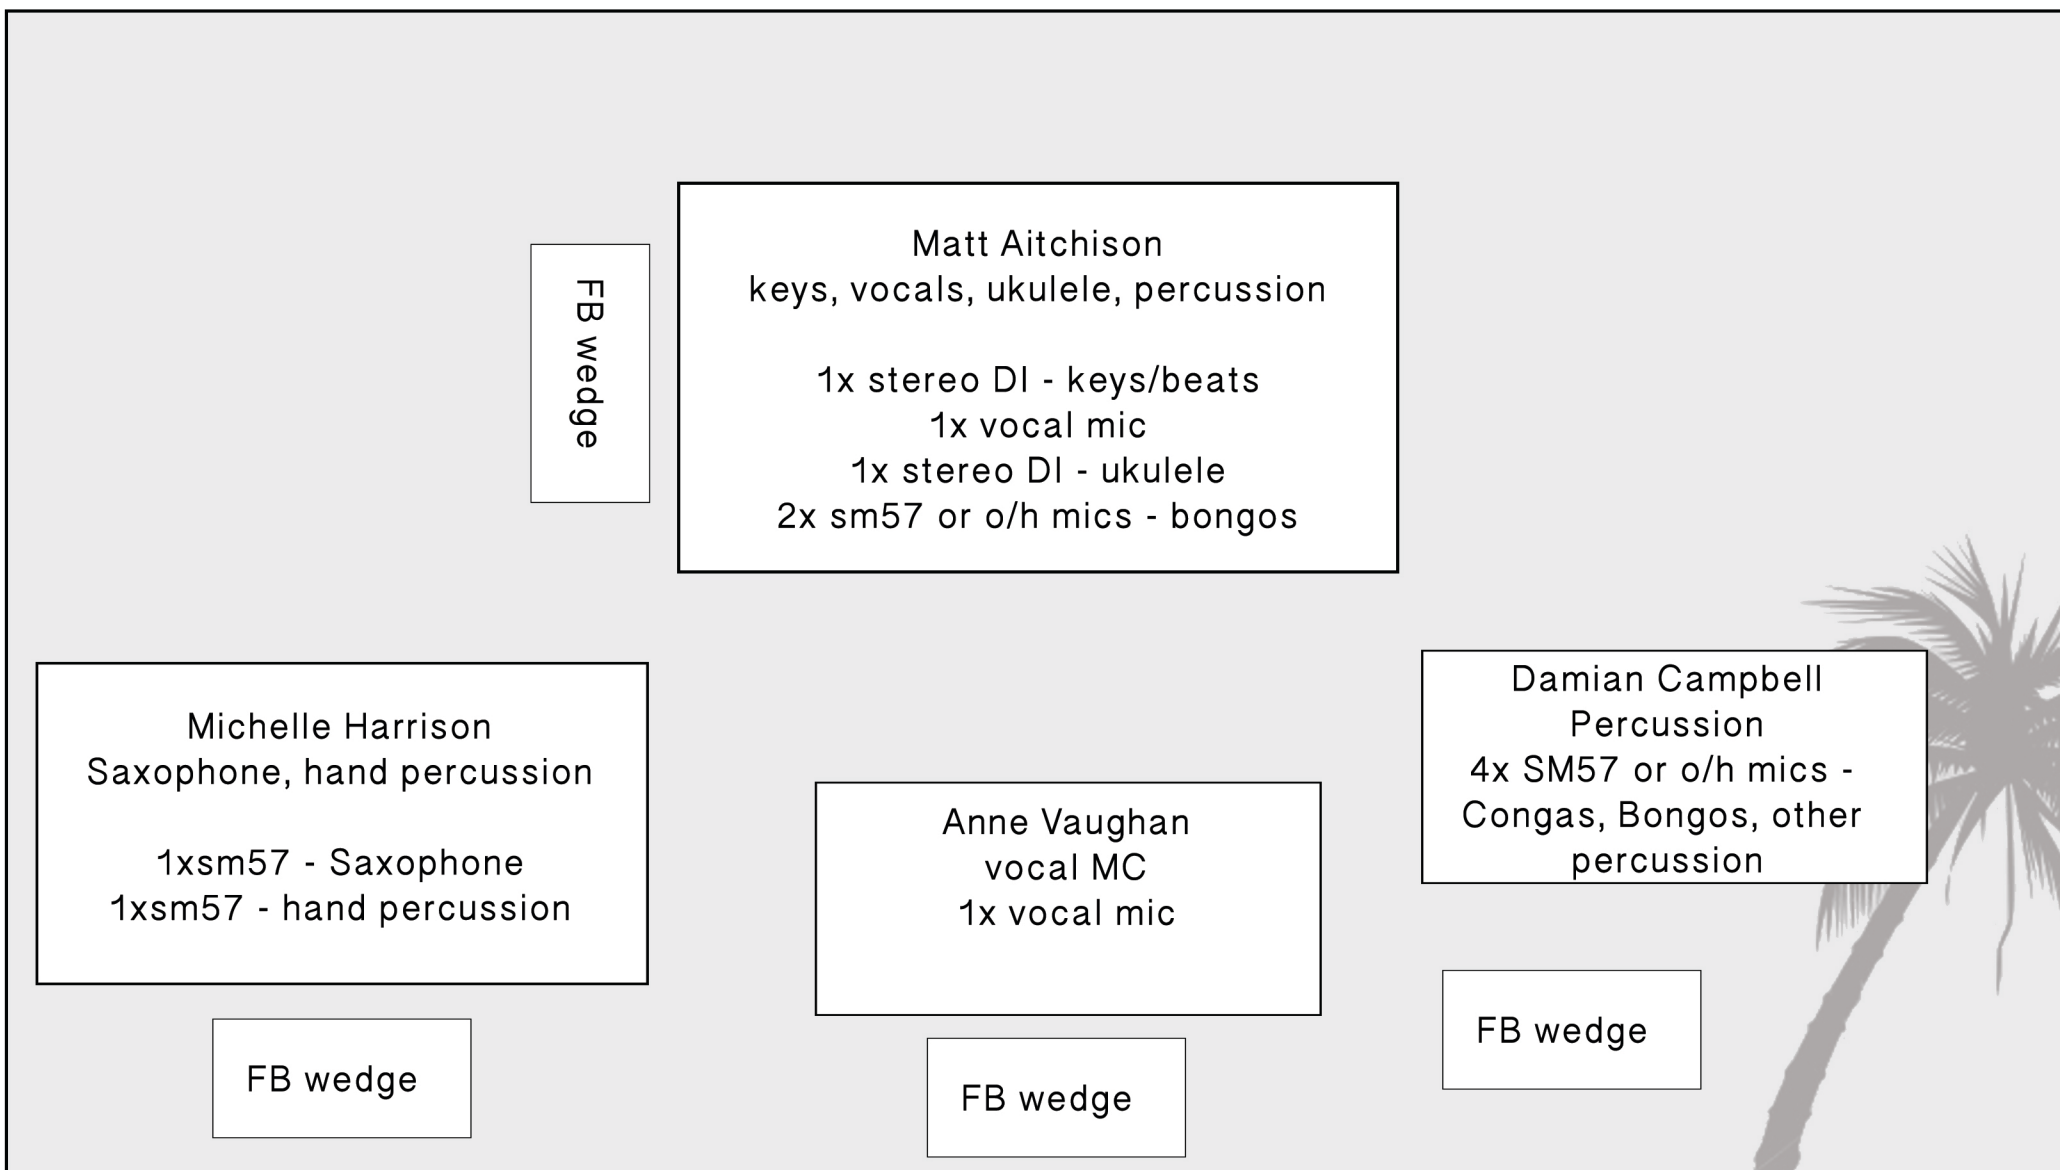 Matt Aitchison
keys, vocals, ukulele, percussion
1x stereo DI - keys/beats
1x vocal mic
1x stereo DI - ukulele
2x sm57 or o/h mics - bongos
FB wedge
Michelle Harrison
Saxophone, hand percussion
1xsm57 - Saxophone
1xsm57 - hand percussion
FB wedge
Anne Vaughan
vocal MC
1x vocal mic
FB wedge
Damian Campbell
Percussion
4x SM57 or o/h mics -
Congas, Bongos, other
percussion
FB wedge